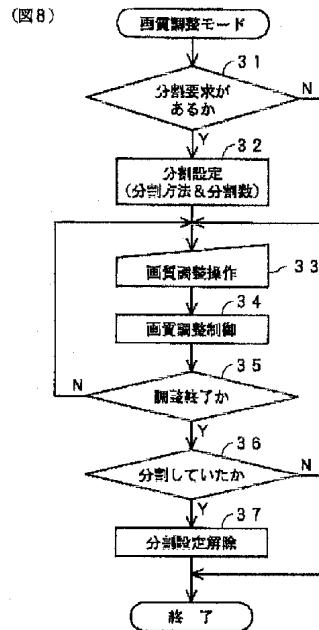 (図8)
画質調整モード
31
分割要求が
あるか
N
Y
32
分割設定
(分割方法&分割数)
画質調整操作
33
34
画質調整制御
35
N
調整終了か
Y
36
分割していたか
N
Y
37
分割設定解除
終 了